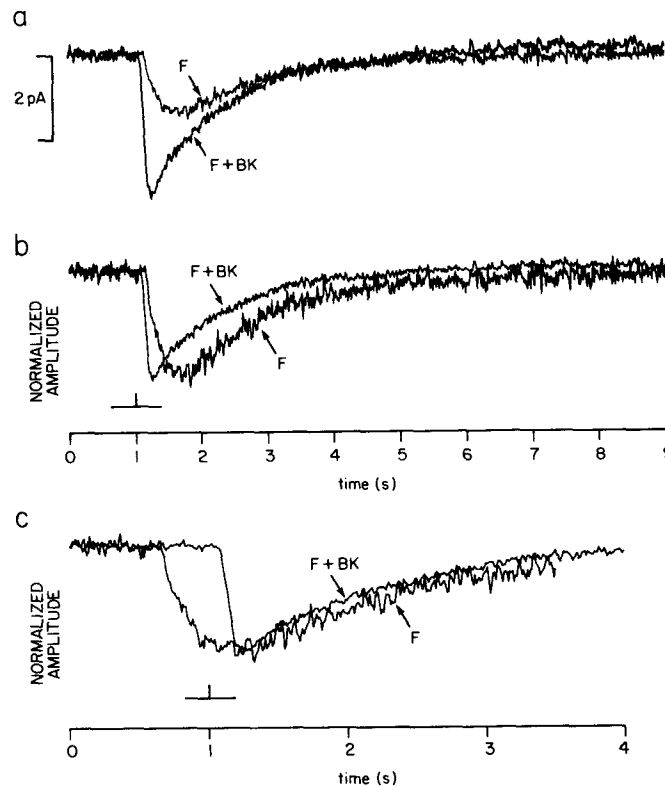 a
F
2 pA
F + BK
b
F + BK
NORMALIZED
AMPLITUDE
F
0 1 2 3 4 5 6 7 8 9
time (s)
c
F + BK
NORMALIZED
AMPLITUDE
F
0 1 2 3 4
time (s)